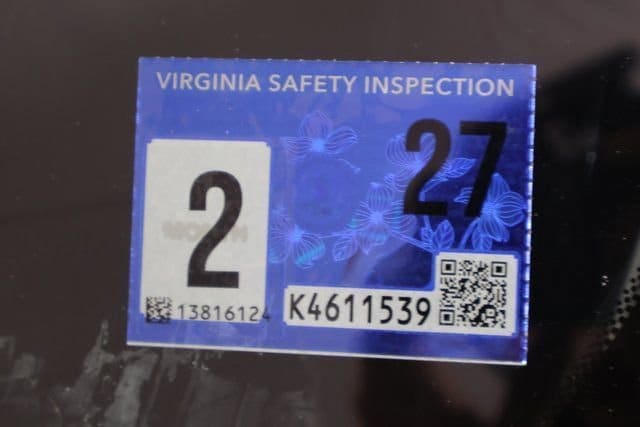 VIRGINIA SAFETY INSPECTION
27
2
13816124
K4611539